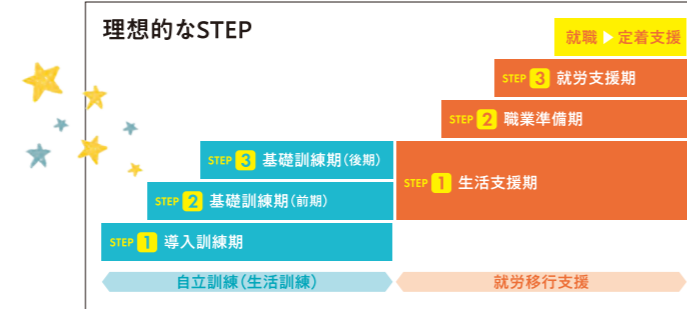 理想的なSTEP
就職 ▶ 定着支援
STEP 3 就労支援期
STEP 2 職業準備期
STEP 3 基礎訓練期(後期)
STEP 1 生活支援期
STEP 2 基礎訓練期(前期)
STEP 1 導入訓練期
自立訓練(生活訓練)
就労移行支援